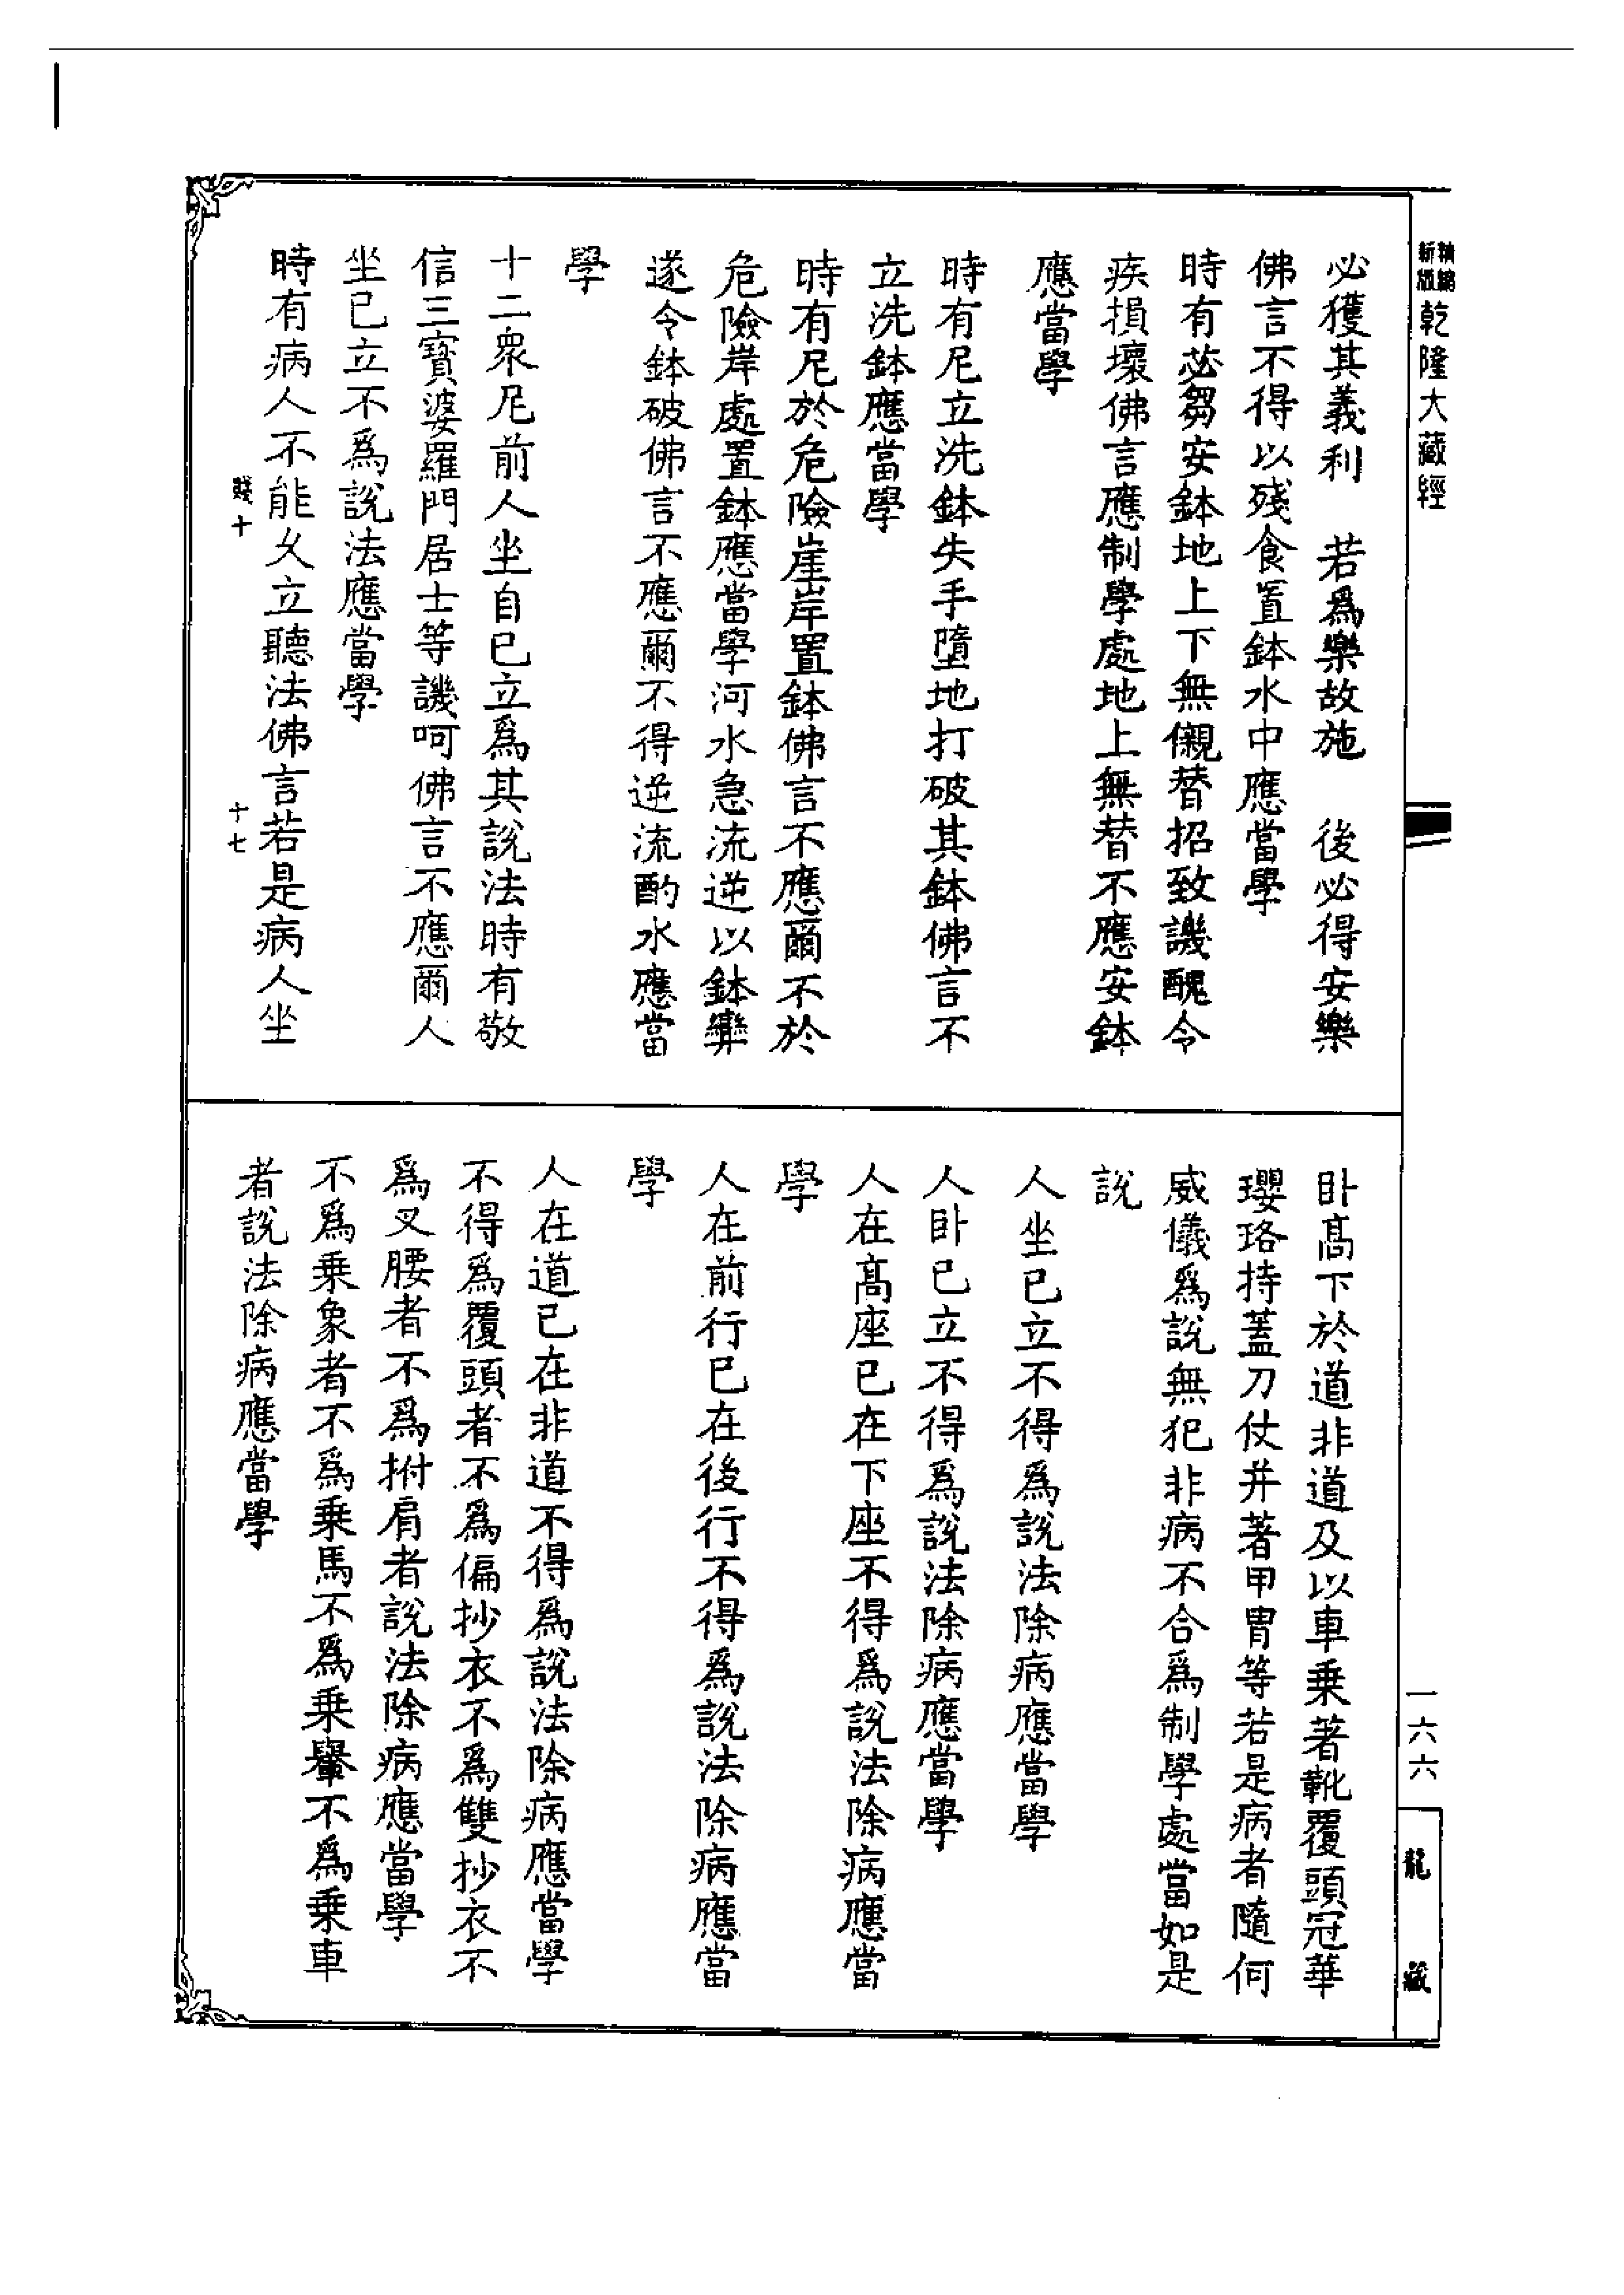 精縮新版乾隆大藏經
必獲其義利　若爲樂故施　後必得安樂
佛言不得以殘食置鉢水中應當學
時有苾芻安鉢地上下無儭替招致譏醜令
疾損壞佛言應制學處地上無替不應安鉢
應當學
時有尼立洗鉢失手墮地打破其鉢佛言不
立洗鉢應當學
時有尼於危險崖岸置鉢佛言不應爾不於
危險岸處置鉢應當學河水急流逆以鉢㪺
遂令鉢破佛言不應爾不得逆流酌水應當
學
十二衆尼前人坐自已立爲其說法時有敬
信三寶婆羅門居士等譏呵佛言不應爾人
坐已立不爲說法應當學
時有病人不能久立聽法佛言若是病人坐
賤十
十七
卧髙下於道非道及以車乗著靴覆頭冠華
瓔珞持蓋刀仗并著甲冑等若是病者隨何
威儀爲說無犯非病不合爲制學處當如是
說
人坐已立不得爲說法除病應當學
人卧已立不得爲說法除病應當學
人在髙座已在下座不得爲說法除病應當
學
人在前行已在後行不得爲說法除病應當
學
人在道已在非道不得爲說法除病應當學
不得爲覆頭者不爲偏抄衣不爲雙抄衣不
爲叉腰者不爲拊肩者說法除病應當學
不爲乗象者不爲乗馬不爲乗轝不爲乗車
者說法除病應當學
一六六
龍藏